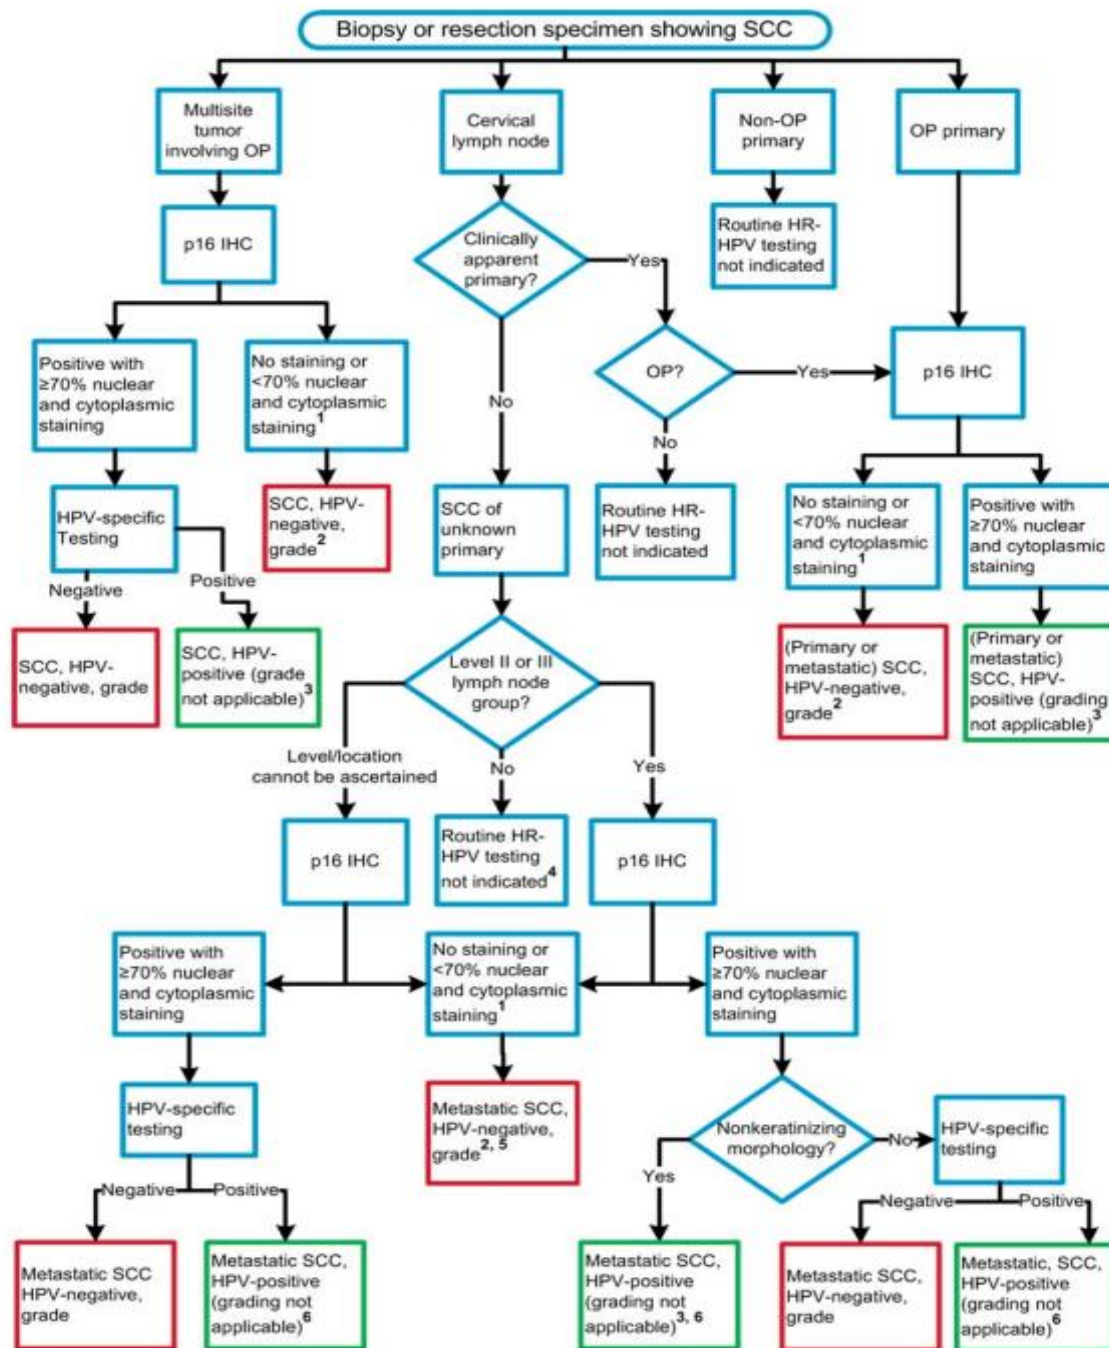 Biopsy or resection specimen showing SCC
Multisite
tumor
involving OP
Cervical
lymph node
Non-OP
primary
OP primary
p16 IHC
Clinically
apparent
primary?
Yes
Routine HR-
HPV testing
not indicated
Positive with
≥70% nuclear
and cytoplasmic
staining
No staining or
<70% nuclear
and cytoplasmic
staining1
No
OP?
Yes
p16 IHC
No
HPV-specific
Testing
SCC, HPV-
negative,
grade2
SCC of
unknown
primary
Routine HR-
HPV testing
not indicated
No staining or
<70% nuclear
and cytoplasmic
staining1
Positive with
≥70% nuclear
and cytoplasmic
staining
Negative
Positive
SCC, HPV-
negative, grade
SCC, HPV-
positive (grade
not applicable)3
Level II or III
lymph node
group?
(Primary or
metastatic) SCC,
HPV-negative,
grade2
(Primary or
metastatic)
SCC, HPV-
positive (grading
not applicable)3
Level/location
cannot be ascertained
No
Yes
p16 IHC
Routine HR-
HPV testing
not indicated4
p16 IHC
Positive with
≥70% nuclear
and cytoplasmic
staining
No staining or
<70% nuclear
and cytoplasmic
staining1
Positive with
≥70% nuclear
and cytoplasmic
staining
HPV-specific
testing
Metastatic SCC,
HPV-negative,
grade2, 5
Nonkeratinizing
morphology?
No
HPV-specific
testing
Yes
Negative
Positive
Negative
Positive
Metastatic SCC
HPV-negative,
grade
Metastatic SCC,
HPV-positive
(grading not
applicable)6
Metastatic SCC,
HPV-positive
(grading not
applicable)3, 6
Metastatic SCC,
HPV-negative,
grade
Metastatic, SCC,
HPV-positive
(grading not
applicable)6